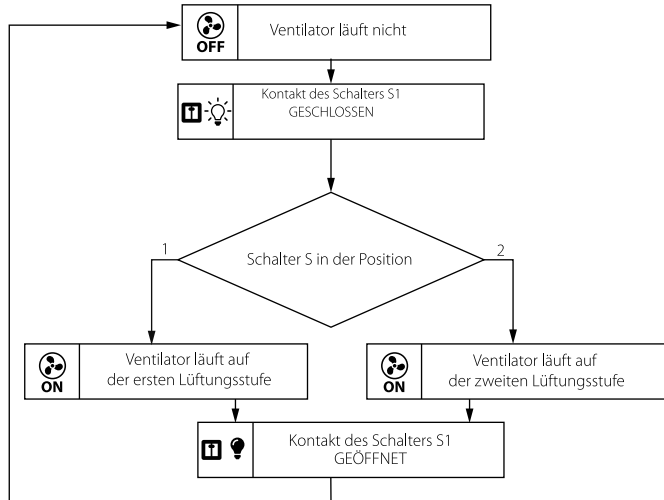 OFF
Ventilator läuft nicht
Kontakt des Schalters S1
GESCHLOSSEN
Schalter S in der Position
1
2
ON
Ventilator läuft auf
der ersten Lüftungsstufe
ON
Ventilator läuft auf
der zweiten Lüftungsstufe
Kontakt des Schalters S1
GEÖFFNET